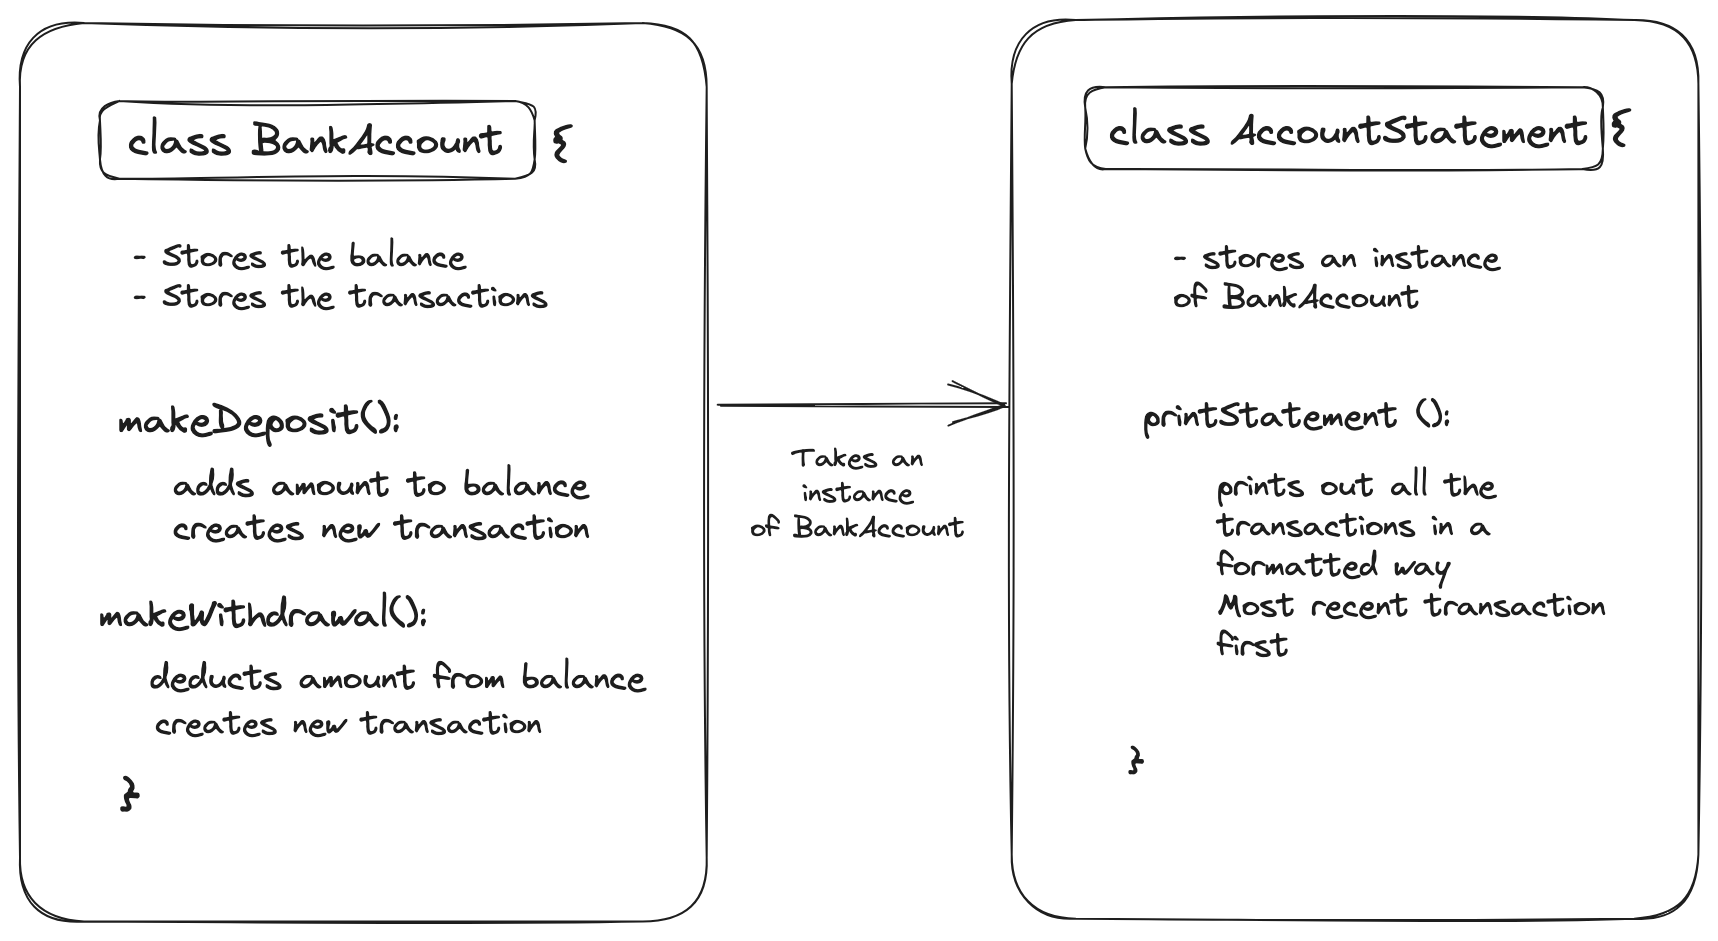 class BankAccount {
- Stores the balance
- Stores the transactions
makeDeposit():
adds amount to balance
creates new transaction
makeWithdrawal():
deducts amount from balance
creates new transaction
}
Takes an
instance
of BankAccount
class AccountStatement {
- stores an instance
of BankAccount
printStatement ():
prints out all the
transactions in a
formatted way
Most recent transaction
first
}